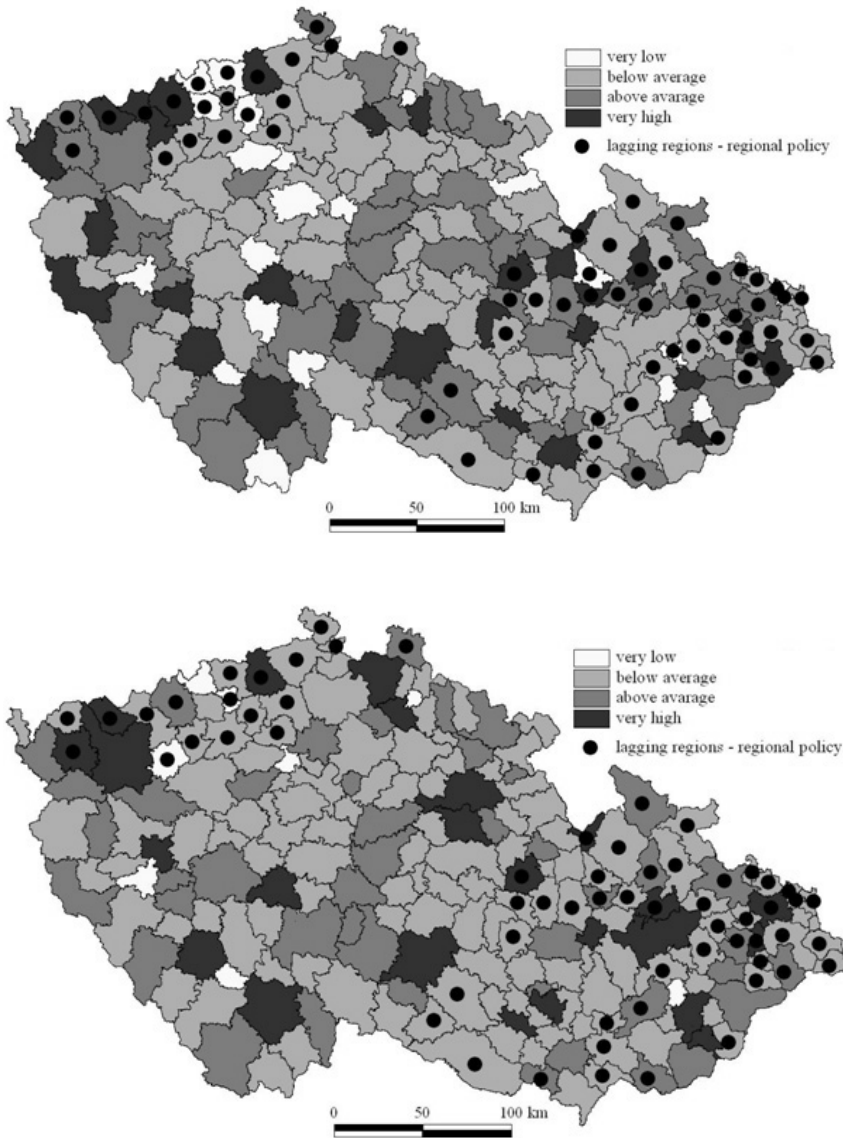 very low
below average
above avarage
very high
lagging regions - regional policy
0 50 100 km
very low
below average
above avarage
very high
lagging regions - regional policy
0 50 100 km